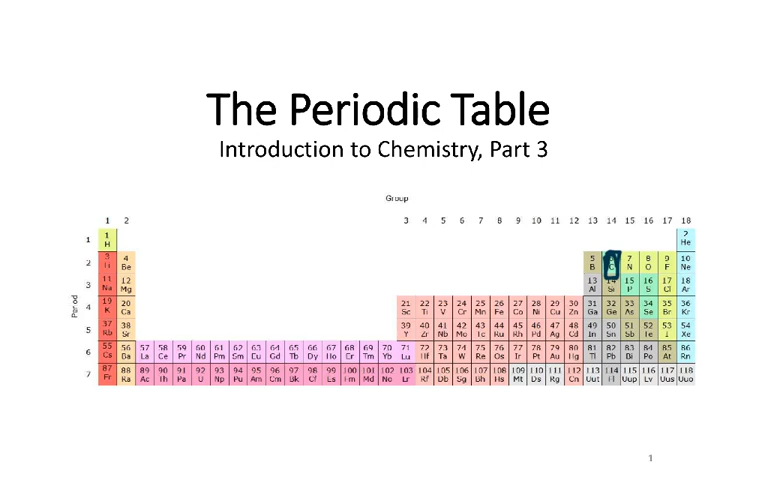 The Periodic Table
Introduction to Chemistry, Part 3
Group
1 2 3 4 5 6 7 8 9 10 11 12 13 14 15 16 17 18
Period
1 1 2
H He
2 3 4 5 7 8 9 10
Li Be B N O F Ne
3 11 12 13 14 15 16 17 18
Na Mg Al Si P S Cl Ar
4 19 20 21 22 23 24 25 26 27 28 29 30 31 32 33 34 35 36
K Ca Sc Ti V Cr Mn Fe Co Ni Cu Zn Ga Ge As Se Br Kr
5 37 38 39 40 41 42 43 44 45 46 47 48 49 50 51 52 53 54
Rb Sr Y Zr Nb Mo Tc Ru Rh Pd Ag Cd In Sn Sb Te I Xe
6 55 56 57 58 59 60 61 62 63 64 65 66 67 68 69 70 71 72 73 74 75 76 77 78 79 80 81 82 83 84 85 86
Cs Ba La Ce Pr Nd Pm Sm Eu Gd Tb Dy Ho Er Tm Yb Lu Hf Ta W Re Os Ir Pt Au Hg Tl Pb Bi Po At Rn
7 87 88 89 90 91 92 93 94 95 96 97 98 99 100 101 102 103 104 105 106 107 108 109 110 111 112 113 114 115 116 117 118
Fr Ra Ac Th Pa U Np Pu Am Cm Bk Cf Es Fm Md No Lr Rf Db Sg Bh Hs Mt Ds Rg Cn Uut Fl Uup Lv Uus Uuo
1